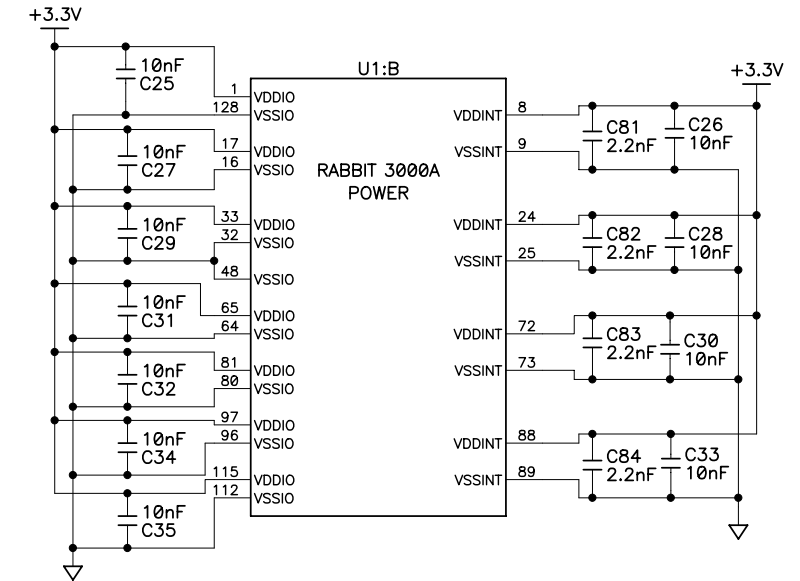 +3.3V
10nF
C25
10nF
C27
10nF
C29
10nF
C31
10nF
C32
10nF
C34
10nF
C35
U1:B
RABBIT 3000A
POWER
1 VDDIO
128 VSSIO
17 VDDIO
16 VSSIO
33 VDDIO
32 VSSIO
48 VSSIO
65 VDDIO
64 VSSIO
81 VDDIO
80 VSSIO
97 VDDIO
96 VSSIO
115 VDDIO
112 VSSIO
VDDINT 8
VSSINT 9
VDDINT 24
VSSINT 25
VDDINT 72
VSSINT 73
VDDINT 88
VSSINT 89
+3.3V
C81
2.2nF
C26
10nF
C82
2.2nF
C28
10nF
C83
2.2nF
C30
10nF
C84
2.2nF
C33
10nF